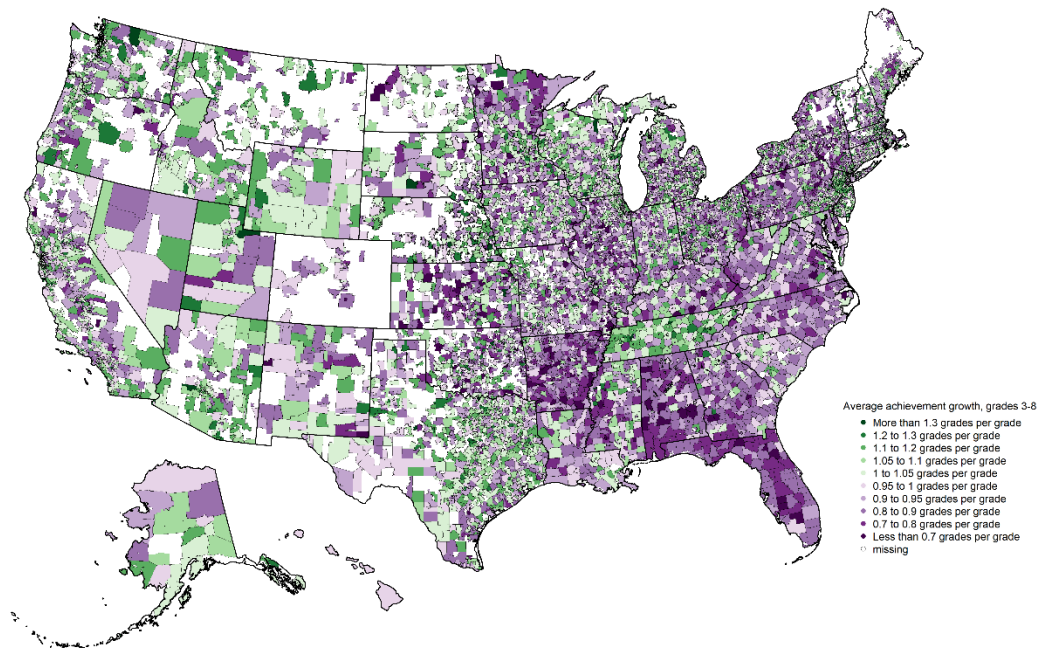 Average achievement growth, grades 3-8
More than 1.3 grades per grade
1.2 to 1.3 grades per grade
1.1 to 1.2 grades per grade
1.05 to 1.1 grades per grade
1 to 1.05 grades per grade
0.95 to 1 grades per grade
0.9 to 0.95 grades per grade
0.8 to 0.9 grades per grade
0.7 to 0.8 grades per grade
Less than 0.7 grades per grade
missing